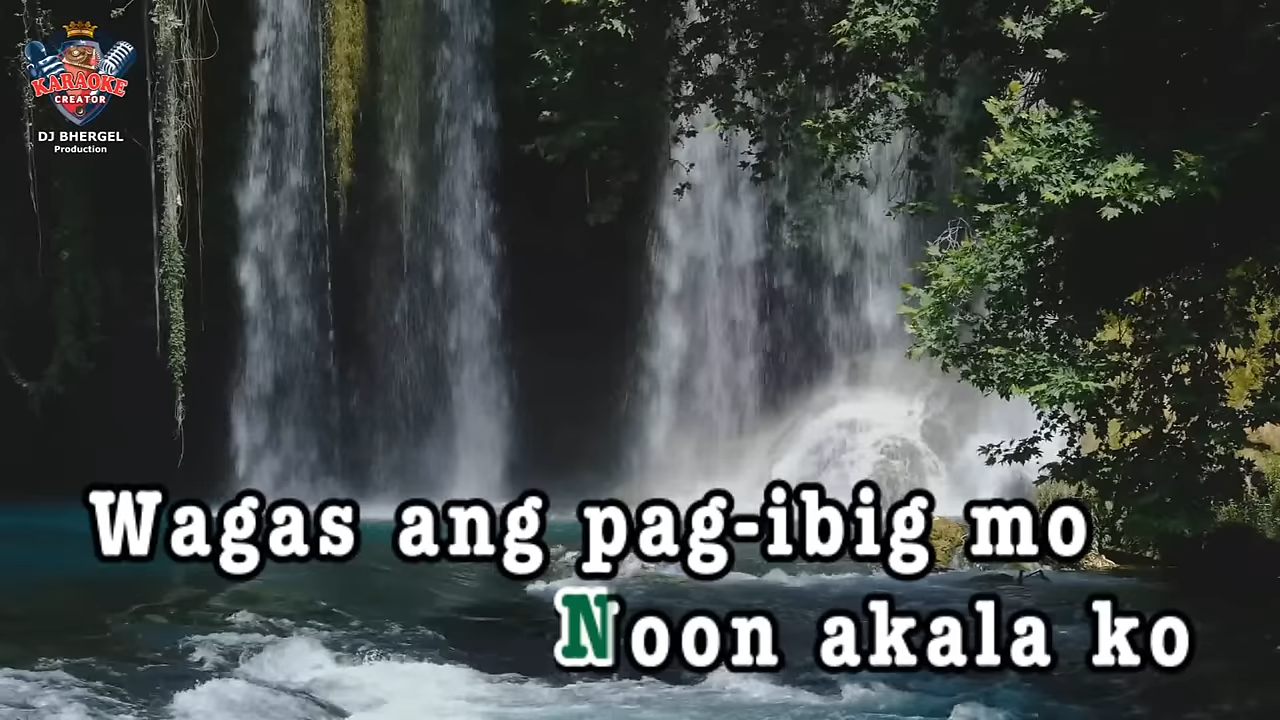 KARAOKE
CREATOR
DJ BHERGEL
Production
Wagas ang pag-ibig mo
Noon akala ko